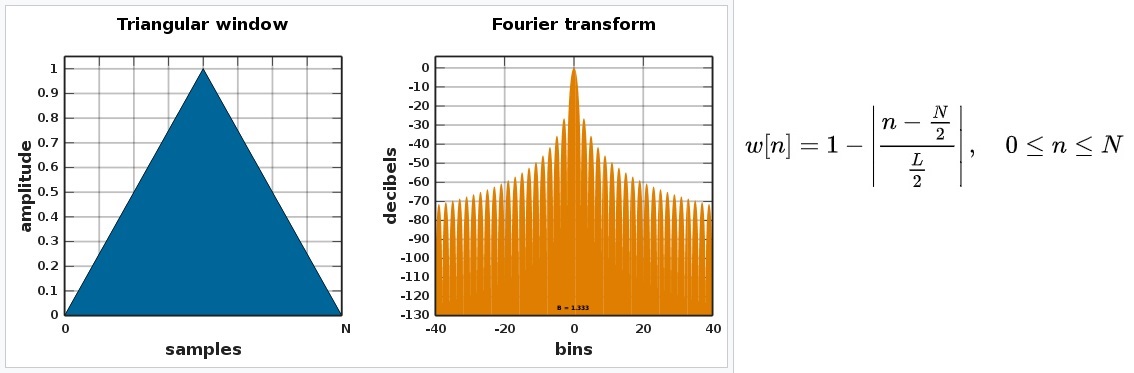 Triangular window
1
0.9
0.8
0.7
0.6
0.5
0.4
0.3
0.2
0.1
0
amplitude
0 N
samples
Fourier transform
0
-10
-20
-30
-40
-50
-60
-70
-80
-90
-100
-110
-120
-130
decibels
B = 1.333
-40 -20 0 20 40
bins
w[n] = 1 − |(n − N/2)/(L/2)|, 0 ≤ n ≤ N